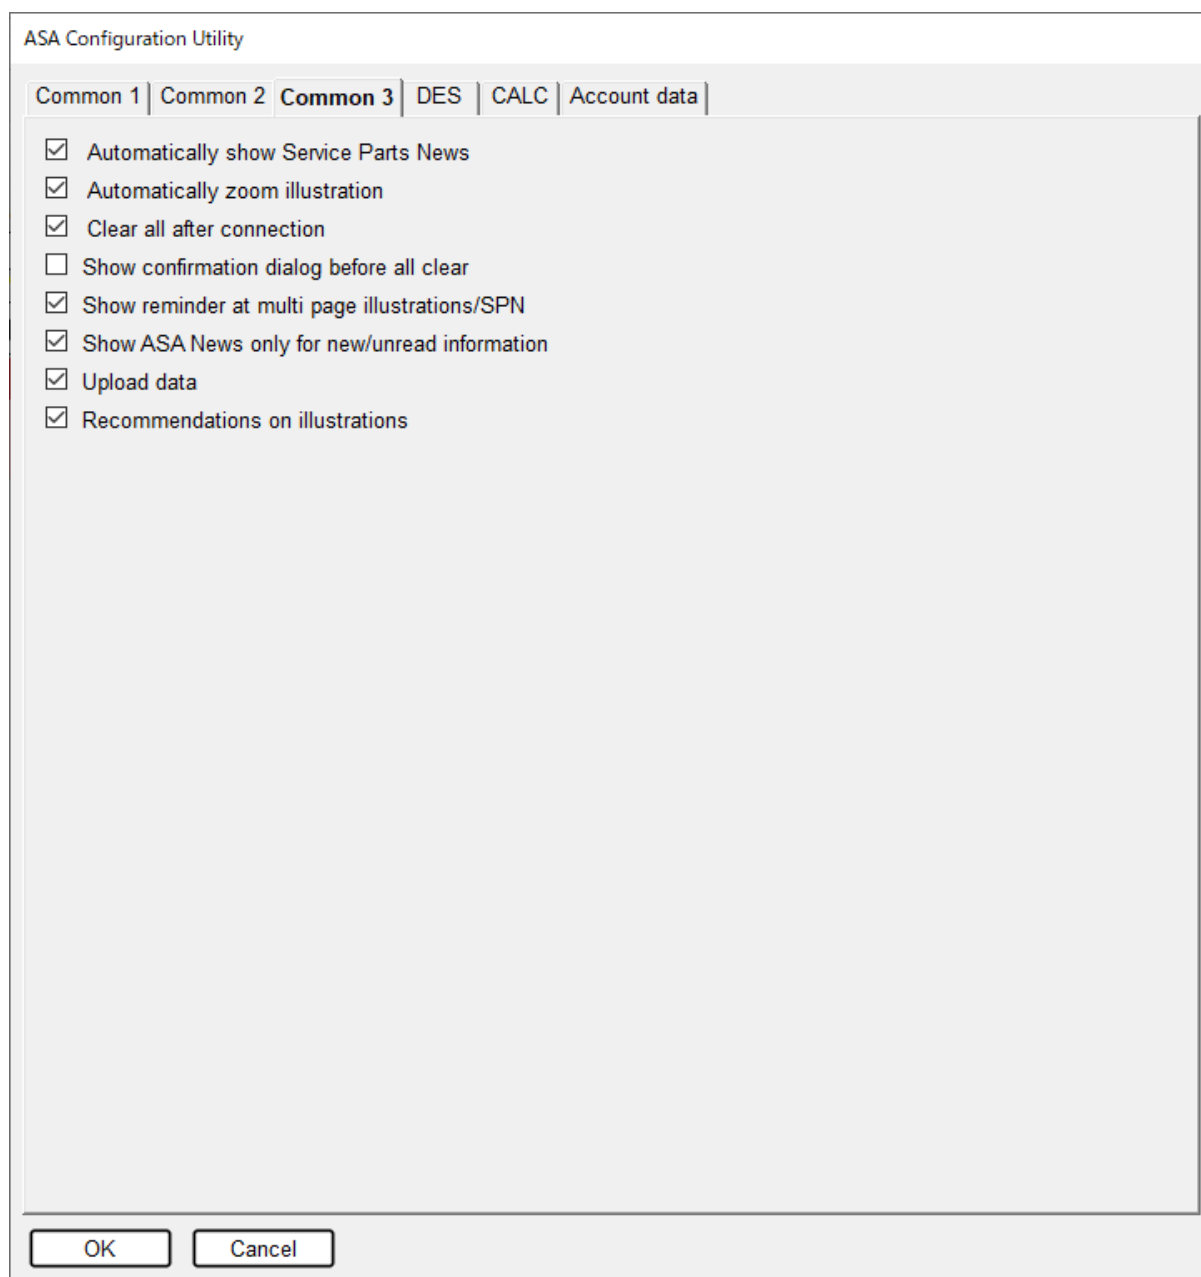 ASA Configuration Utility
Common 1 Common 2 Common 3 DES CALC Account data
Automatically show Service Parts News
Automatically zoom illustration
Clear all after connection
Show confirmation dialog before all clear
Show reminder at multi page illustrations/SPN
Show ASA News only for new/unread information
Upload data
Recommendations on illustrations
OK Cancel